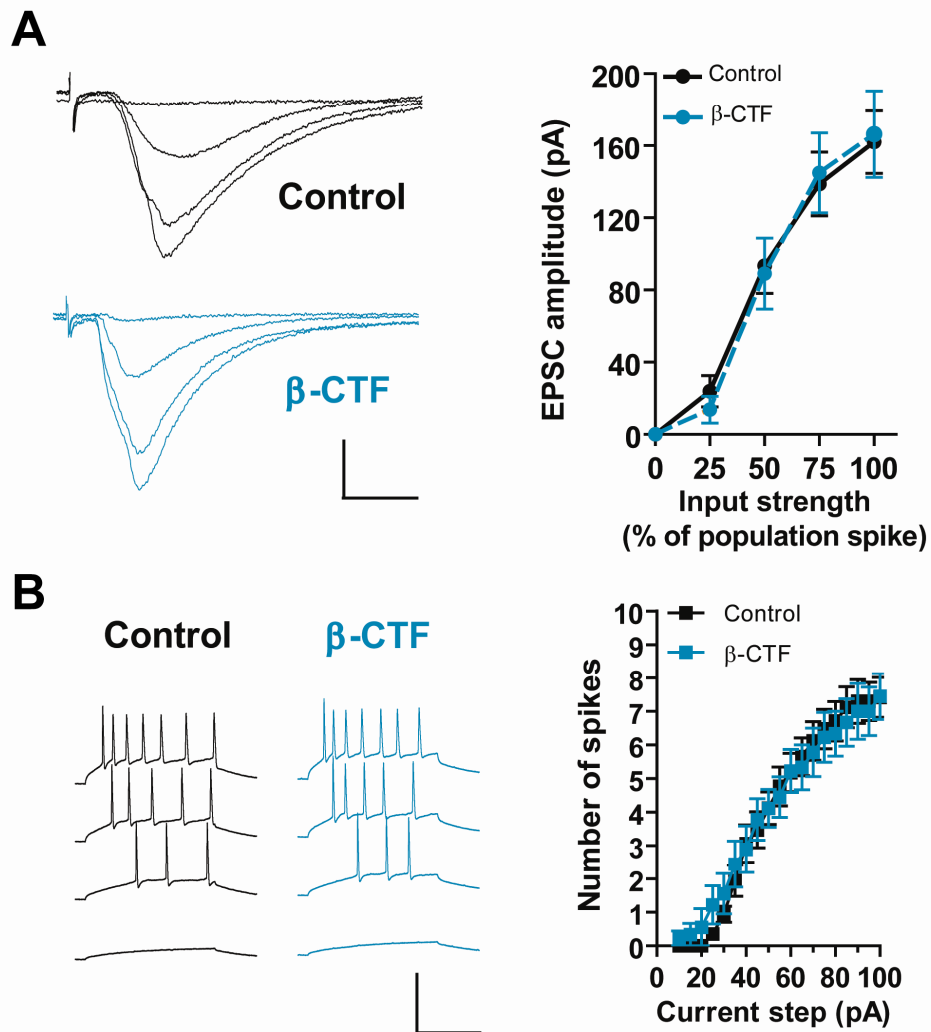 A
Control
β-CTF
EPSC amplitude (pA)
200
160
120
80
40
0
Control
β-CTF
0 25 50 75 100
Input strength
(% of population spike)
B
Control β-CTF
Number of spikes
10
9
8
7
6
5
4
3
2
1
0
Control
β-CTF
0 20 40 60 80 100
Current step (pA)